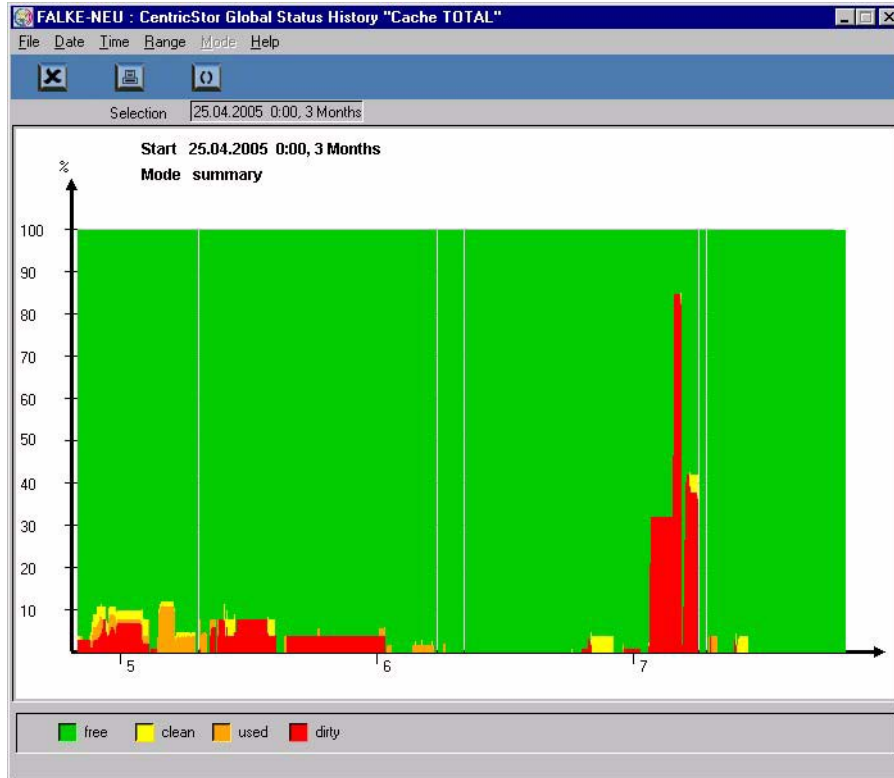 FALKE-NEU : CentricStor Global Status History "Cache TOTAL"
File Date Time Range Mode Help
Selection 25.04.2005 0:00, 3 Months
Start 25.04.2005 0:00, 3 Months
Mode summary
%
100
90
80
70
60
50
40
30
20
10
5 6 7
free clean used dirty